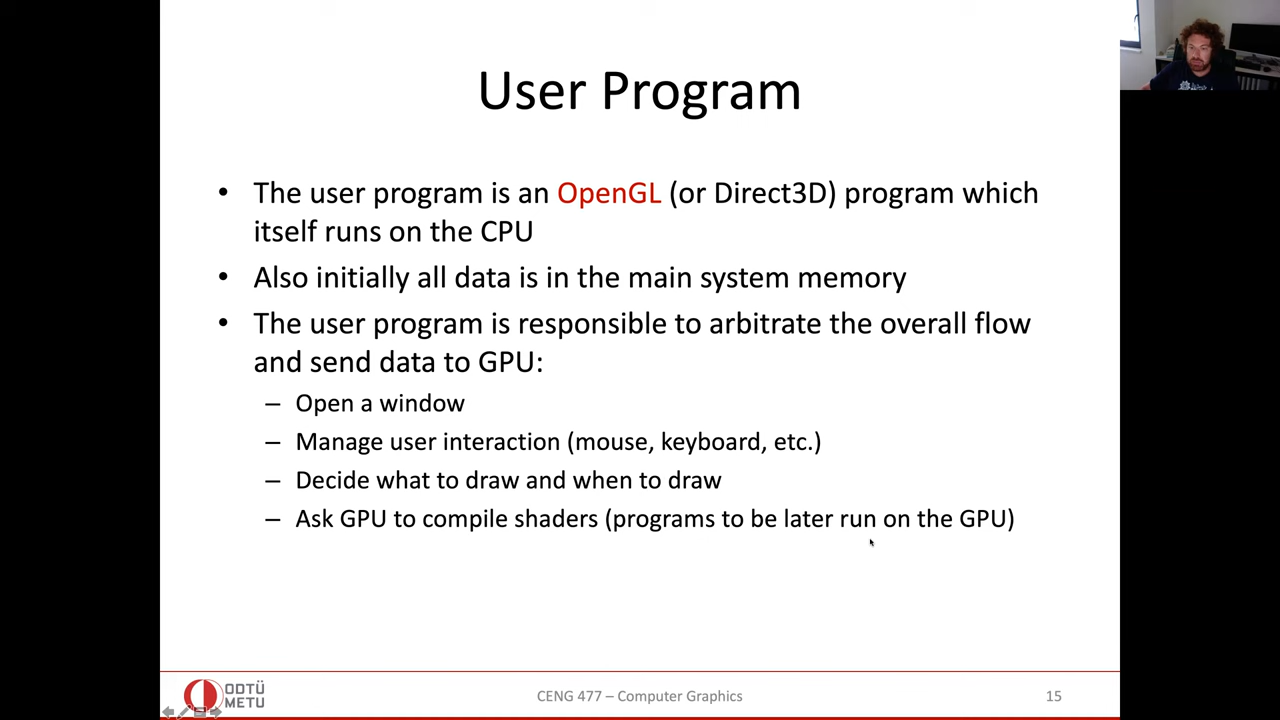 User Program
• The user program is an OpenGL (or Direct3D) program which
itself runs on the CPU
• Also initially all data is in the main system memory
• The user program is responsible to arbitrate the overall flow
and send data to GPU:
– Open a window
– Manage user interaction (mouse, keyboard, etc.)
– Decide what to draw and when to draw
– Ask GPU to compile shaders (programs to be later run on the GPU)
ODTÜ
METU
CENG 477 – Computer Graphics
15